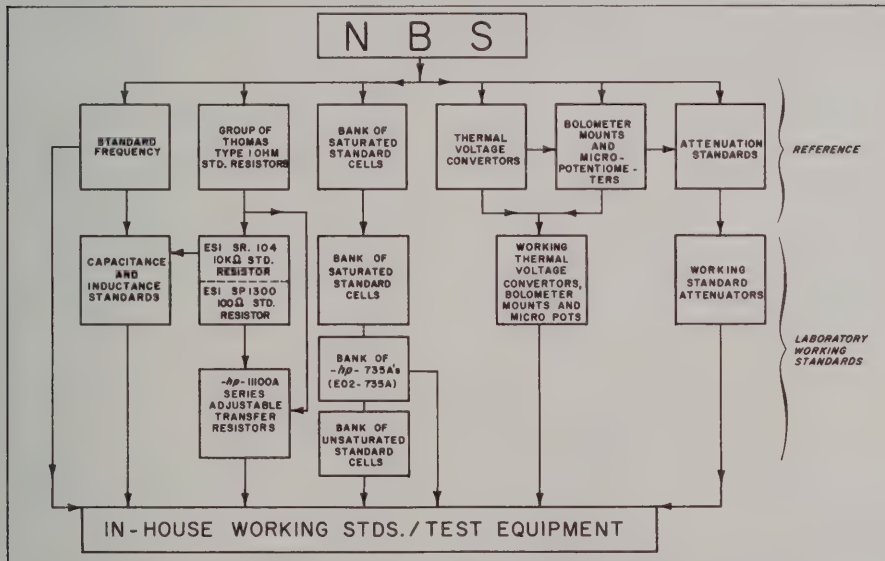 N B S
STANDARD
FREQUENCY
GROUP OF
THOMAS
TYPE 1 OHM
STD. RESISTORS
BANK OF
SATURATED
STANDARD
CELLS
THERMAL
VOLTAGE
CONVERTORS
BOLOMETER
MOUNTS
AND
MICRO-
POTENTIOME-
TERS
ATTENUATION
STANDARDS
REFERENCE
CAPACITANCE
AND
INDUCTANCE
STANDARDS
ESI SR. 104
10KΩ STD.
RESISTOR
ESI SP1300
100Ω STD.
RESISTOR
BANK OF
SATURATED
STANDARD
CELLS
WORKING
THERMAL
VOLTAGE
CONVERTORS,
BOLOMETER
MOUNTS AND
MICRO POTS
WORKING
STANDARD
ATTENUATORS
LABORATORY
WORKING
STANDARDS
-hp-11100A
SERIES
ADJUSTABLE
TRANSFER
RESISTORS
BANK OF
-hp- 735A's
(E02-735A)
BANK OF
UNSATURATED
STANDARD
CELLS
IN-HOUSE WORKING STDS./TEST EQUIPMENT